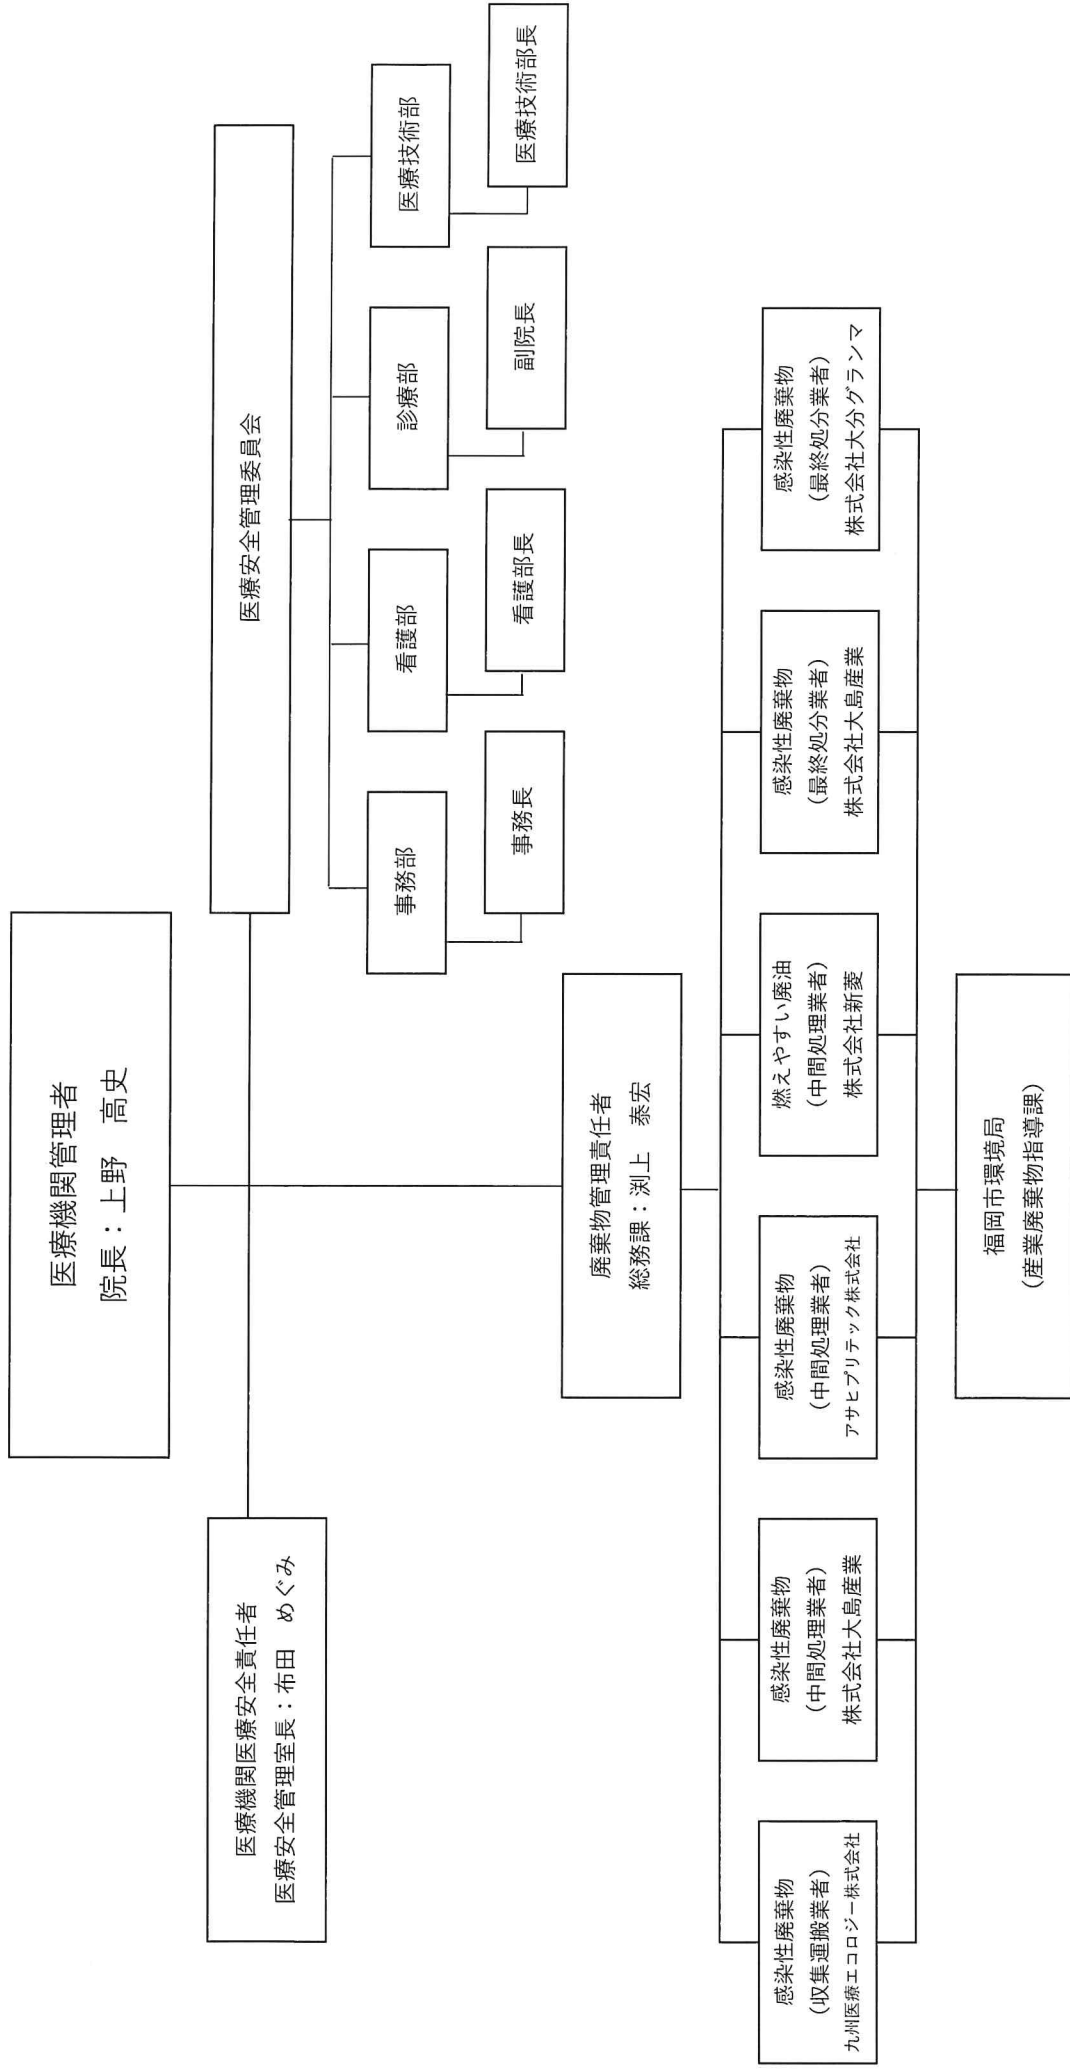 医療機関管理者
院長：上野　高史
医療機関医療安全責任者
医療安全管理室長：布田　めぐみ
医療安全管理委員会
事務部
看護部
診療部
医療技術部
事務長
看護部長
副院長
医療技術部長
廃棄物管理責任者
総務課：渕上　泰宏
感染性廃棄物
（収集運搬業者）
九州医療エコロジー株式会社
感染性廃棄物
（中間処理業者）
株式会社大島産業
感染性廃棄物
（中間処理業者）
アサヒプリテック株式会社
燃えやすい廃油
（中間処理業者）
株式会社新菱
感染性廃棄物
（最終処分業者）
株式会社大島産業
感染性廃棄物
（最終処分業者）
株式会社大分グランマ
福岡市環境局
（産業廃棄物指導課）